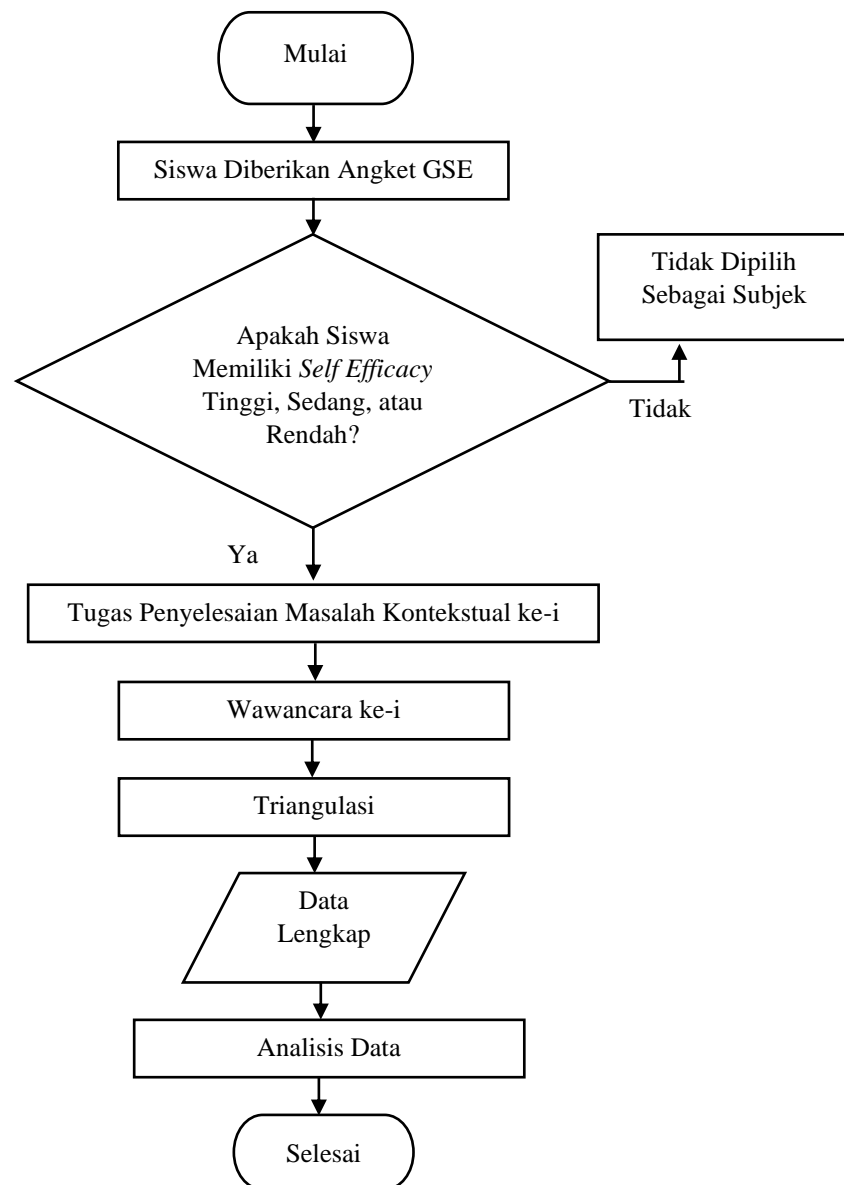 Mulai
Siswa Diberikan Angket GSE
Tidak Dipilih
Sebagai Subjek
Apakah Siswa
Memiliki Self Efficacy
Tinggi, Sedang, atau
Rendah?
Tidak
Ya
Tugas Penyelesaian Masalah Kontekstual ke-i
Wawancara ke-i
Triangulasi
Data
Lengkap
Analisis Data
Selesai